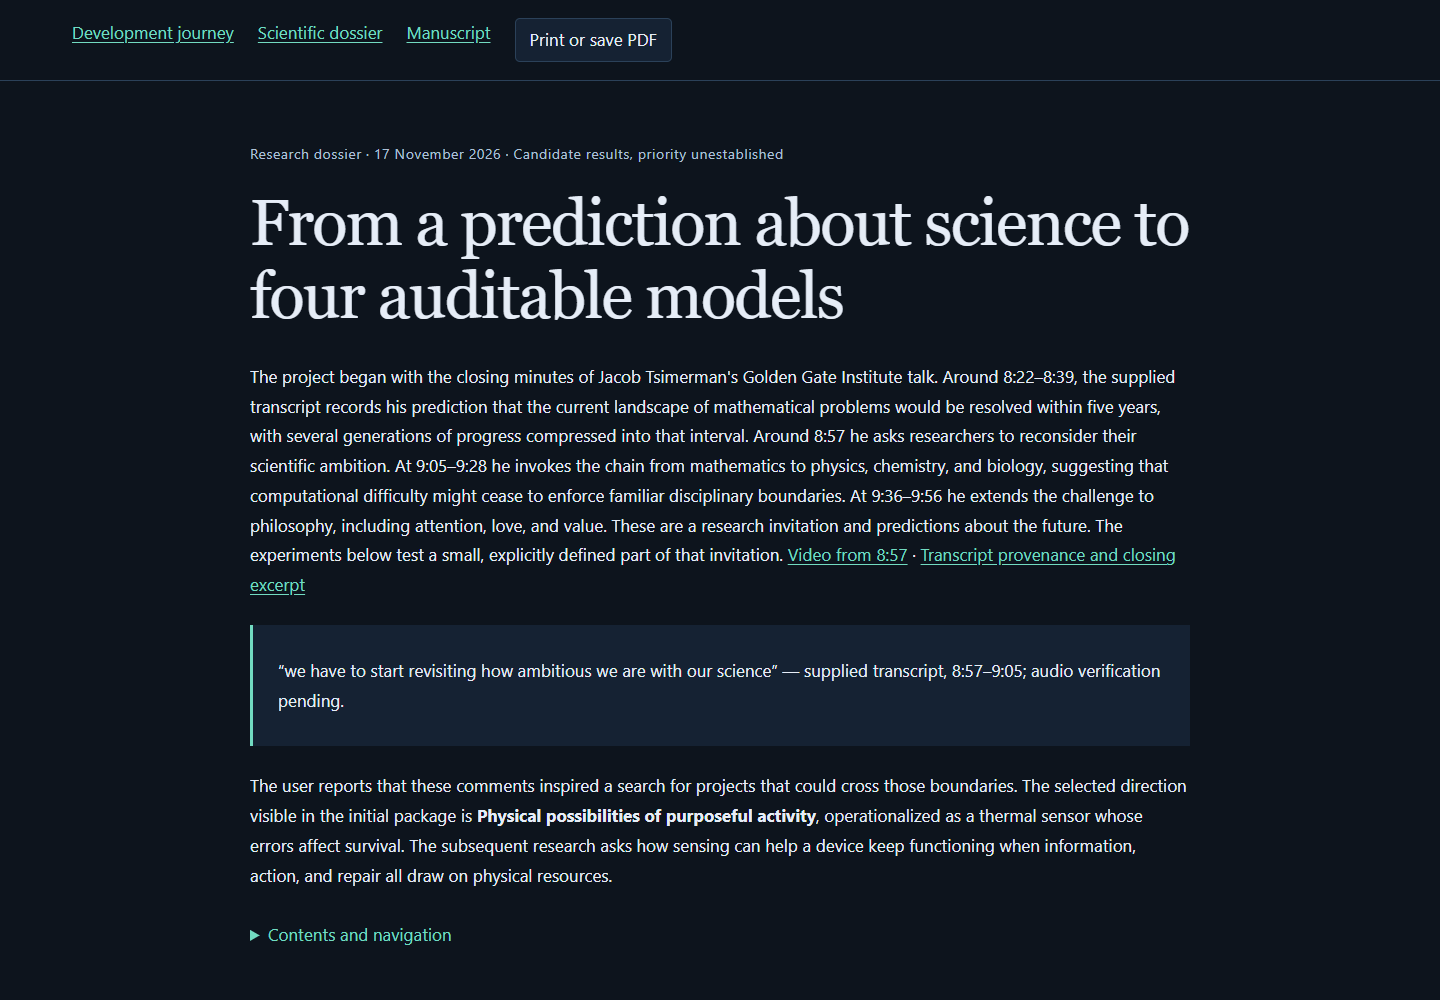 Development journey Scientific dossier Manuscript Print or save PDF
Research dossier · 17 November 2026 · Candidate results, priority unestablished
From a prediction about science to
four auditable models
The project began with the closing minutes of Jacob Tsimerman's Golden Gate Institute talk. Around 8:22–8:39, the supplied
transcript records his prediction that the current landscape of mathematical problems would be resolved within five years,
with several generations of progress compressed into that interval. Around 8:57 he asks researchers to reconsider their
scientific ambition. At 9:05–9:28 he invokes the chain from mathematics to physics, chemistry, and biology, suggesting that
computational difficulty might cease to enforce familiar disciplinary boundaries. At 9:36–9:56 he extends the challenge to
philosophy, including attention, love, and value. These are a research invitation and predictions about the future. The
experiments below test a small, explicitly defined part of that invitation. Video from 8:57 · Transcript provenance and closing
excerpt
“we have to start revisiting how ambitious we are with our science” — supplied transcript, 8:57–9:05; audio verification
pending.
The user reports that these comments inspired a search for projects that could cross those boundaries. The selected direction
visible in the initial package is Physical possibilities of purposeful activity, operationalized as a thermal sensor whose
errors affect survival. The subsequent research asks how sensing can help a device keep functioning when information,
action, and repair all draw on physical resources.
▶ Contents and navigation